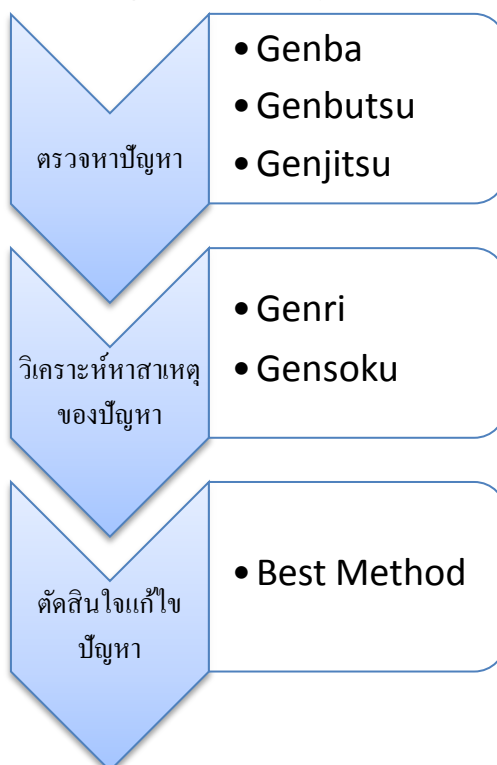 ตรวจหาปัญหา
• Genba
• Genbutsu
• Genjitsu
วิเคราะห์หาสาเหตุ
ของปัญหา
• Genri
• Gensoku
ตัดสินใจแก้ไข
ปัญหา
• Best Method